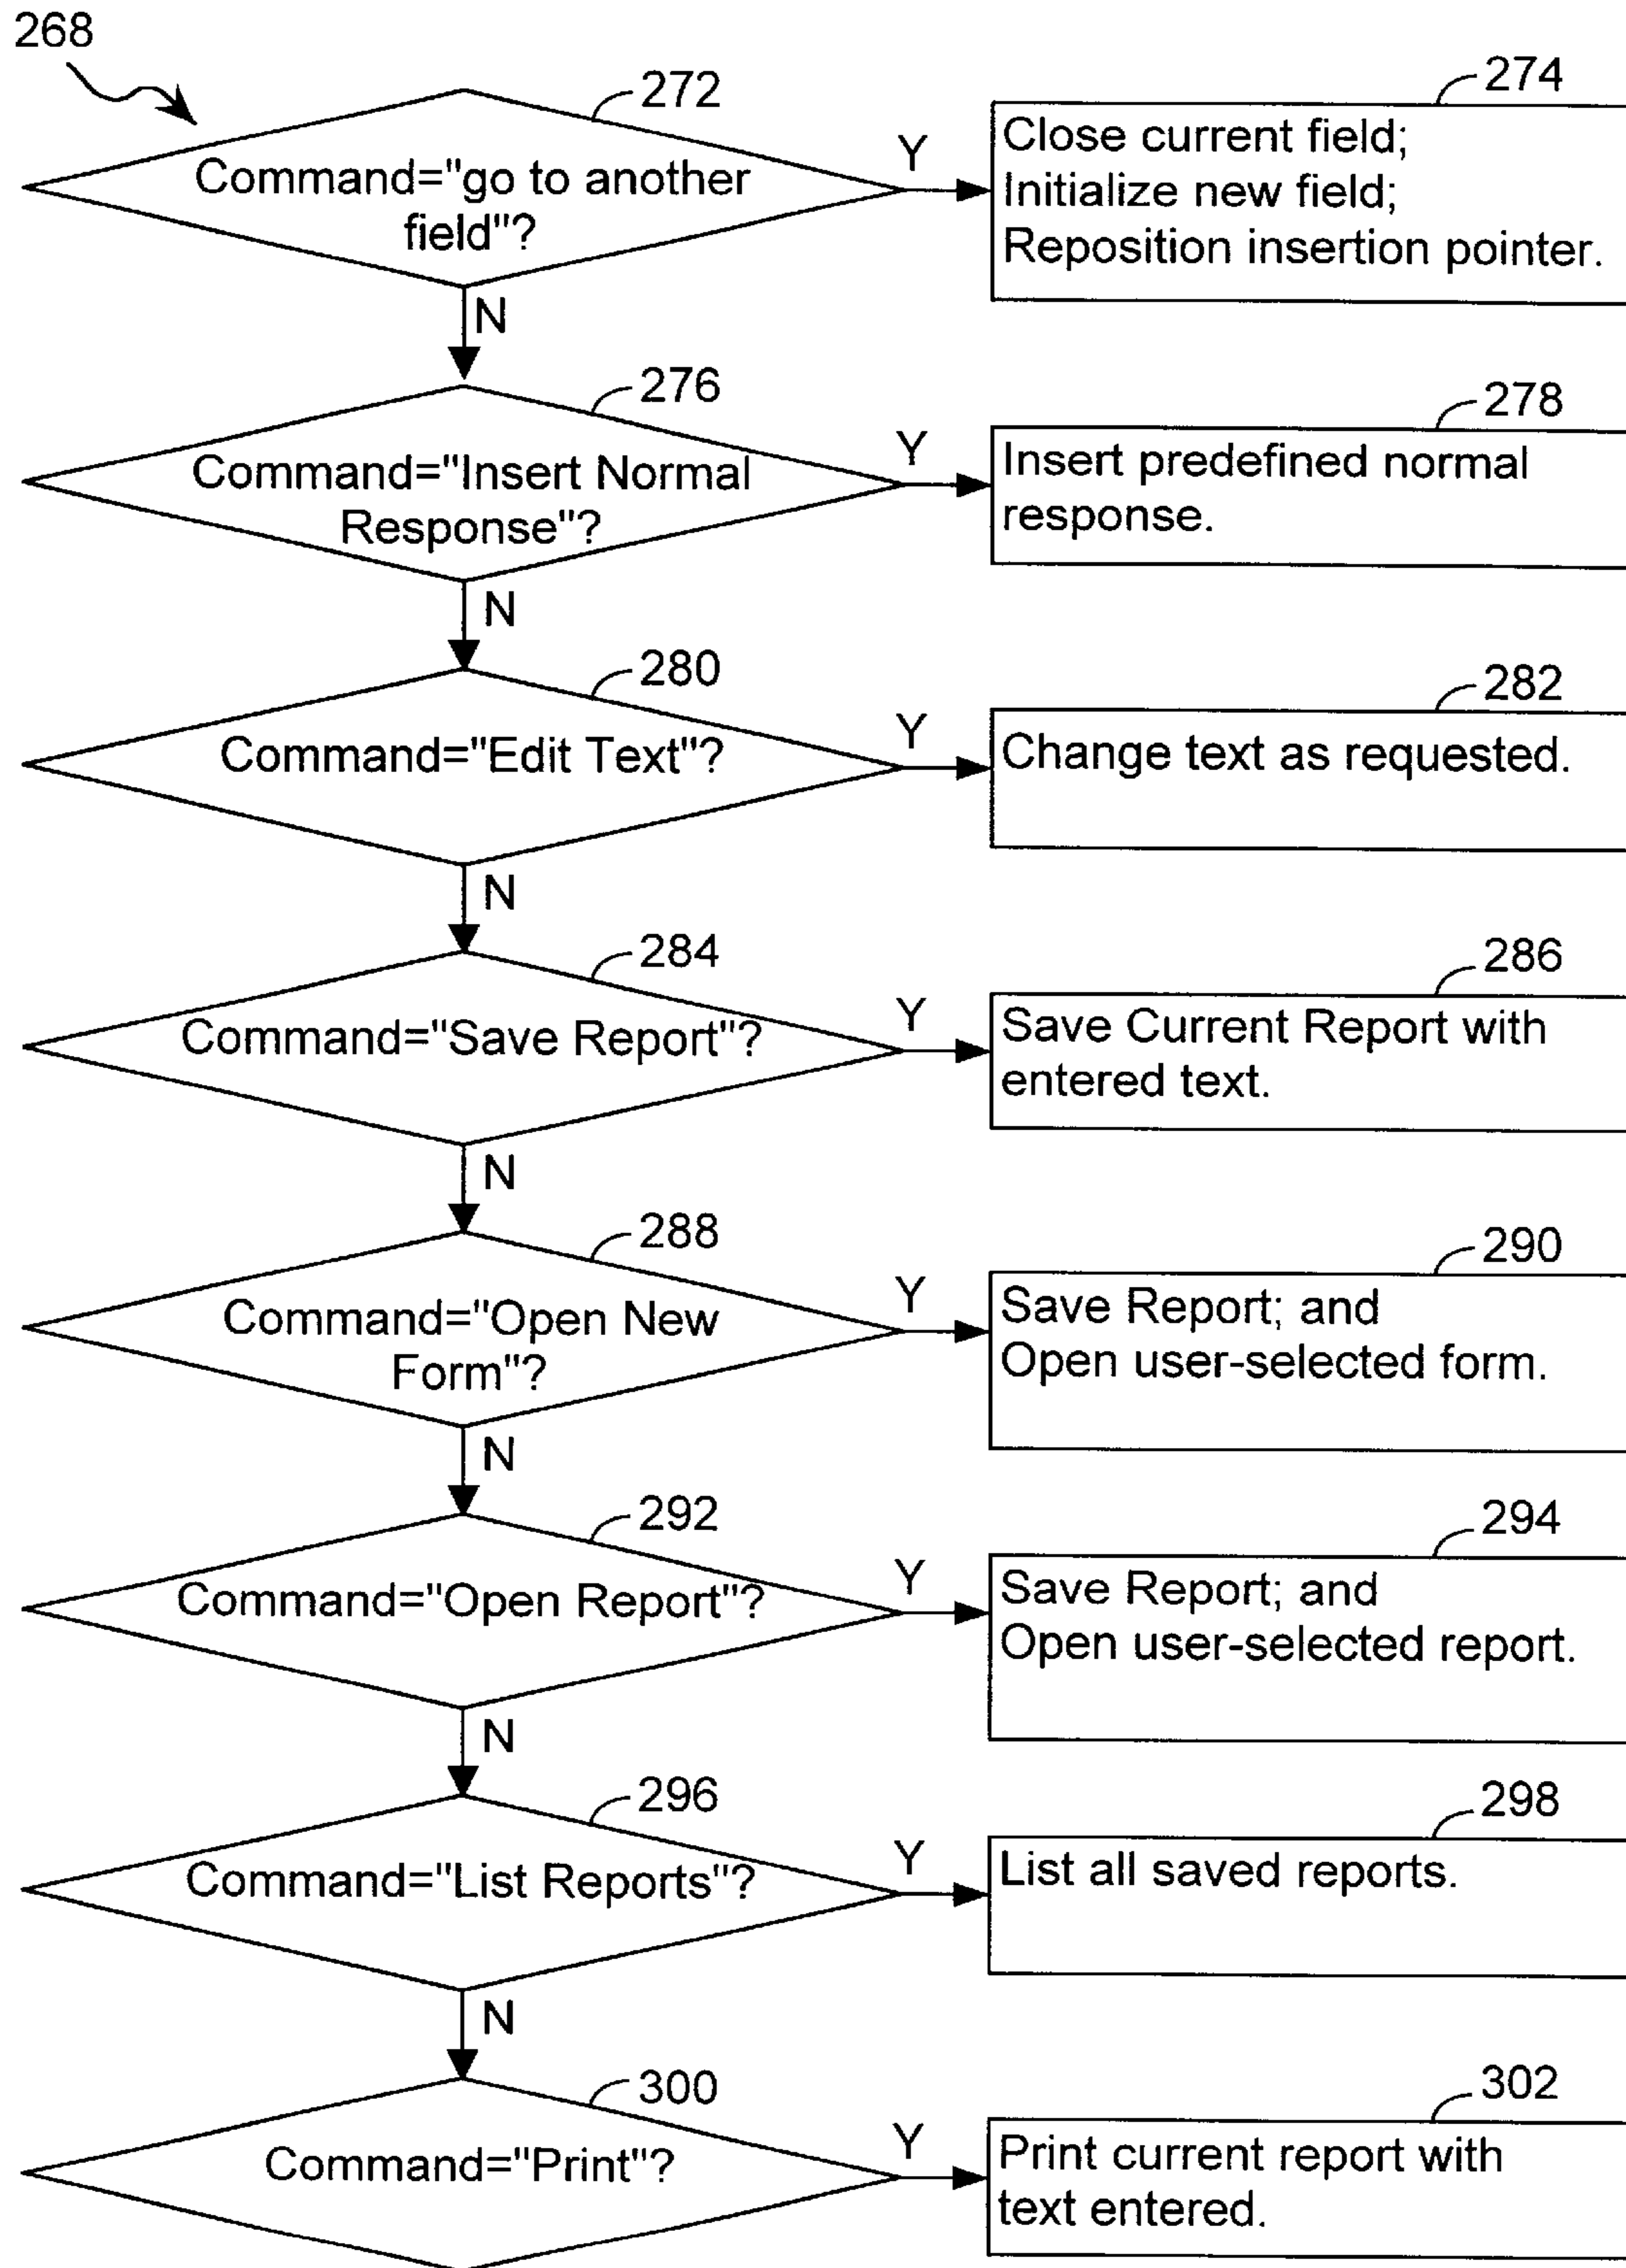 268
272
Command="go to another
field"?
Y
274
Close current field;
Initialize new field;
Reposition insertion pointer.
N
276
Command="Insert Normal
Response"?
Y
278
Insert predefined normal
response.
N
280
Command="Edit Text"?
Y
282
Change text as requested.
N
284
Command="Save Report"?
Y
286
Save Current Report with
entered text.
N
288
Command="Open New
Form"?
Y
290
Save Report; and
Open user-selected form.
N
292
Command="Open Report"?
Y
294
Save Report; and
Open user-selected report.
N
296
Command="List Reports"?
Y
298
List all saved reports.
N
300
Command="Print"?
Y
302
Print current report with
text entered.